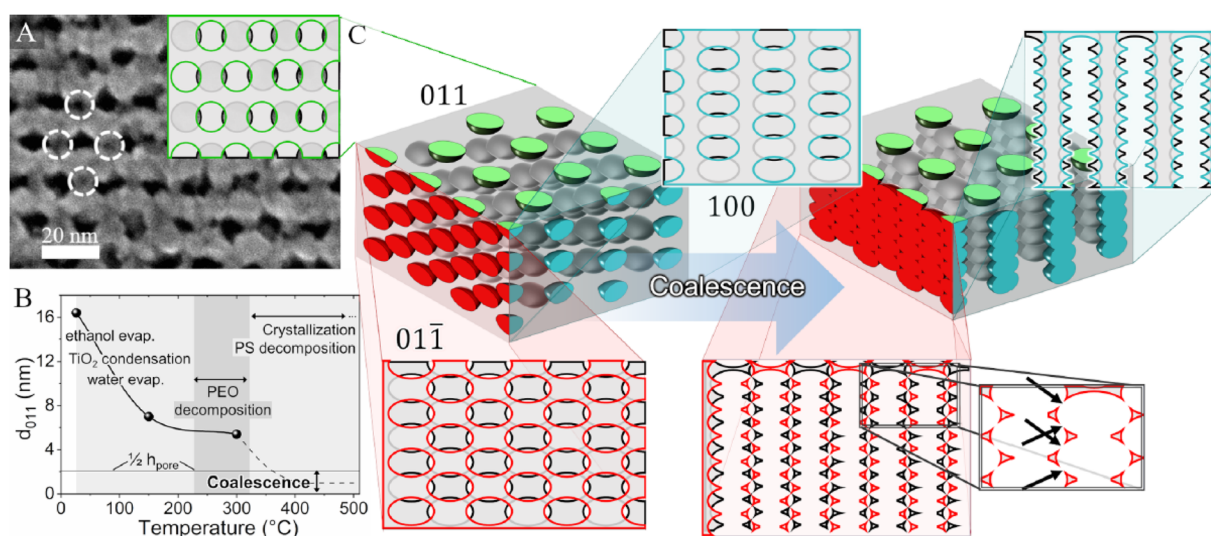 A
20 nm
C
011
100
Coalescence
011̅
B
d₀₁₁ (nm)
16
12
8
4
0
ethanol evap.
TiO₂ condensation
water evap.
Crystallization
PS decomposition
PEO
decomposition
½ hₚₒᵣₑ
Coalescence
0 100 200 300 400 500
Temperature (°C)